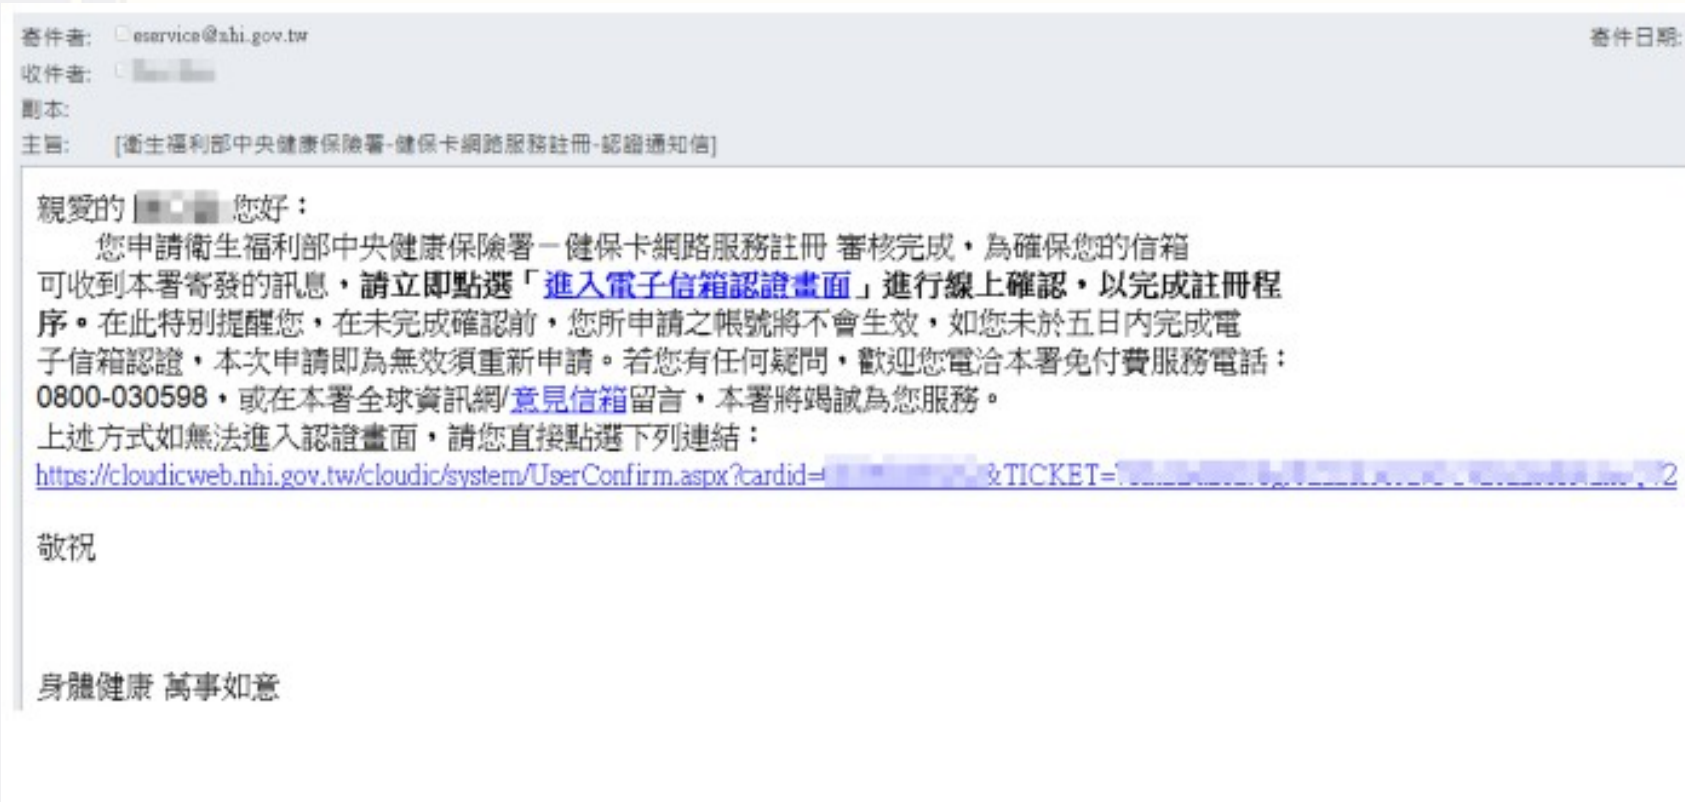 寄件者: eservice@nhi.gov.tw
寄件日期:
收件者:
副本:
主旨: [衛生福利部中央健康保險署-健保卡網路服務註冊-認證通知信]
親愛的 您好：
您申請衛生福利部中央健康保險署－健保卡網路服務註冊 審核完成，為確保您的信箱
可收到本署寄發的訊息，請立即點選「進入電子信箱認證畫面」進行線上確認，以完成註冊程
序。在此特別提醒您，在未完成確認前，您所申請之帳號將不會生效，如您未於五日內完成電
子信箱認證，本次申請即為無效須重新申請。若您有任何疑問，歡迎您電洽本署免付費服務電話：
0800-030598，或在本署全球資訊網/意見信箱留言，本署將竭誠為您服務。
上述方式如無法進入認證畫面，請您直接點選下列連結：
https://cloudicweb.nhi.gov.tw/cloudic/system/UserConfirm.aspx?cardid= &TICKET= 2
敬祝
身體健康 萬事如意